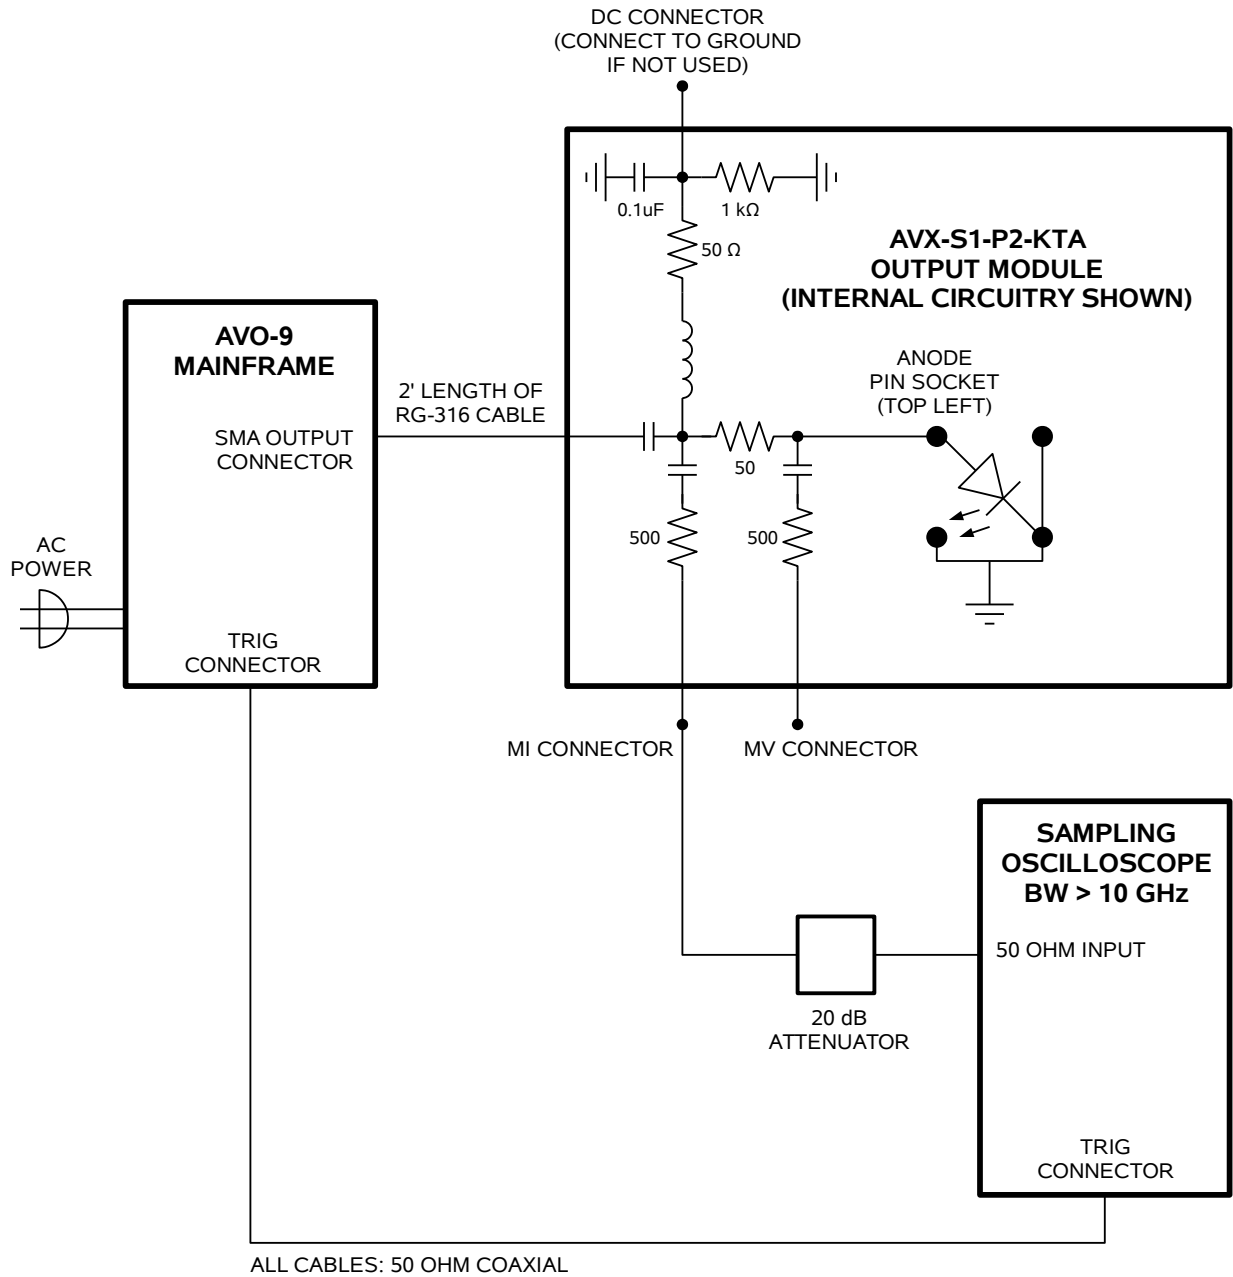 DC CONNECTOR
(CONNECT TO GROUND
IF NOT USED)
0.1uF
1 kΩ
50 Ω
AVX-S1-P2-KTA
OUTPUT MODULE
(INTERNAL CIRCUITRY SHOWN)
AVO-9
MAINFRAME
ANODE
PIN SOCKET
(TOP LEFT)
2' LENGTH OF
RG-316 CABLE
SMA OUTPUT
CONNECTOR
50
500
500
AC
POWER
TRIG
CONNECTOR
MI CONNECTOR
MV CONNECTOR
SAMPLING
OSCILLOSCOPE
BW > 10 GHz
50 OHM INPUT
20 dB
ATTENUATOR
TRIG
CONNECTOR
ALL CABLES: 50 OHM COAXIAL